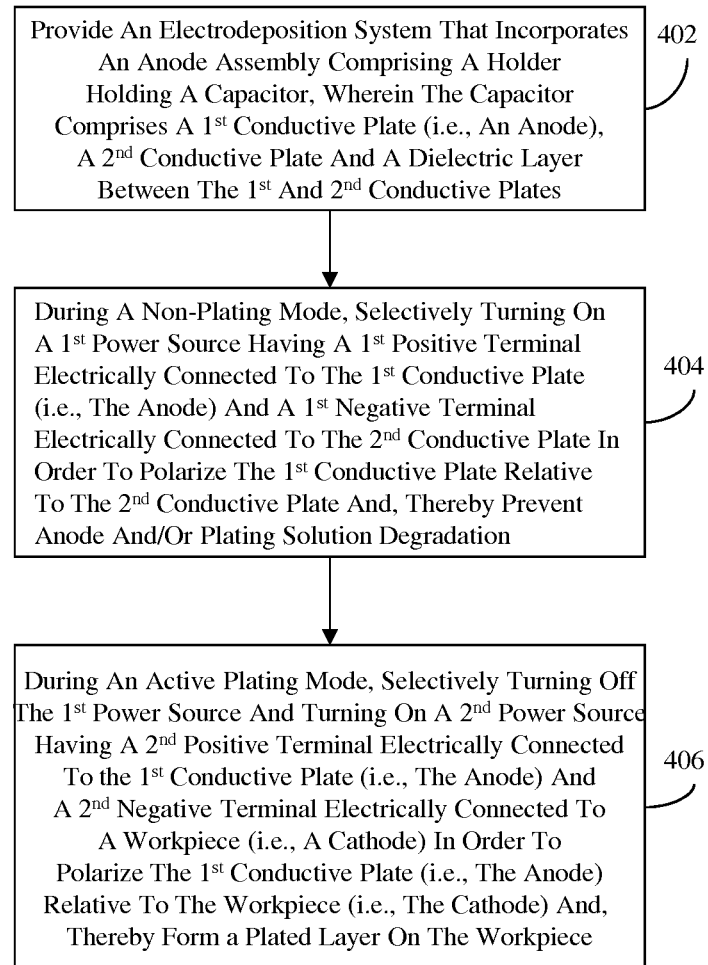 Provide An Electrodeposition System That Incorporates
An Anode Assembly Comprising A Holder
Holding A Capacitor, Wherein The Capacitor
Comprises A 1st Conductive Plate (i.e., An Anode),
A 2nd Conductive Plate And A Dielectric Layer
Between The 1st And 2nd Conductive Plates
402
During A Non-Plating Mode, Selectively Turning On
A 1st Power Source Having A 1st Positive Terminal
Electrically Connected To The 1st Conductive Plate
(i.e., The Anode) And A 1st Negative Terminal
Electrically Connected To The 2nd Conductive Plate In
Order To Polarize The 1st Conductive Plate Relative
To The 2nd Conductive Plate And, Thereby Prevent
Anode And/Or Plating Solution Degradation
404
During An Active Plating Mode, Selectively Turning Off
The 1st Power Source And Turning On A 2nd Power Source
Having A 2nd Positive Terminal Electrically Connected
To the 1st Conductive Plate (i.e., The Anode) And
A 2nd Negative Terminal Electrically Connected To
A Workpiece (i.e., A Cathode) In Order To
Polarize The 1st Conductive Plate (i.e., The Anode)
Relative To The Workpiece (i.e., The Cathode) And,
Thereby Form a Plated Layer On The Workpiece
406